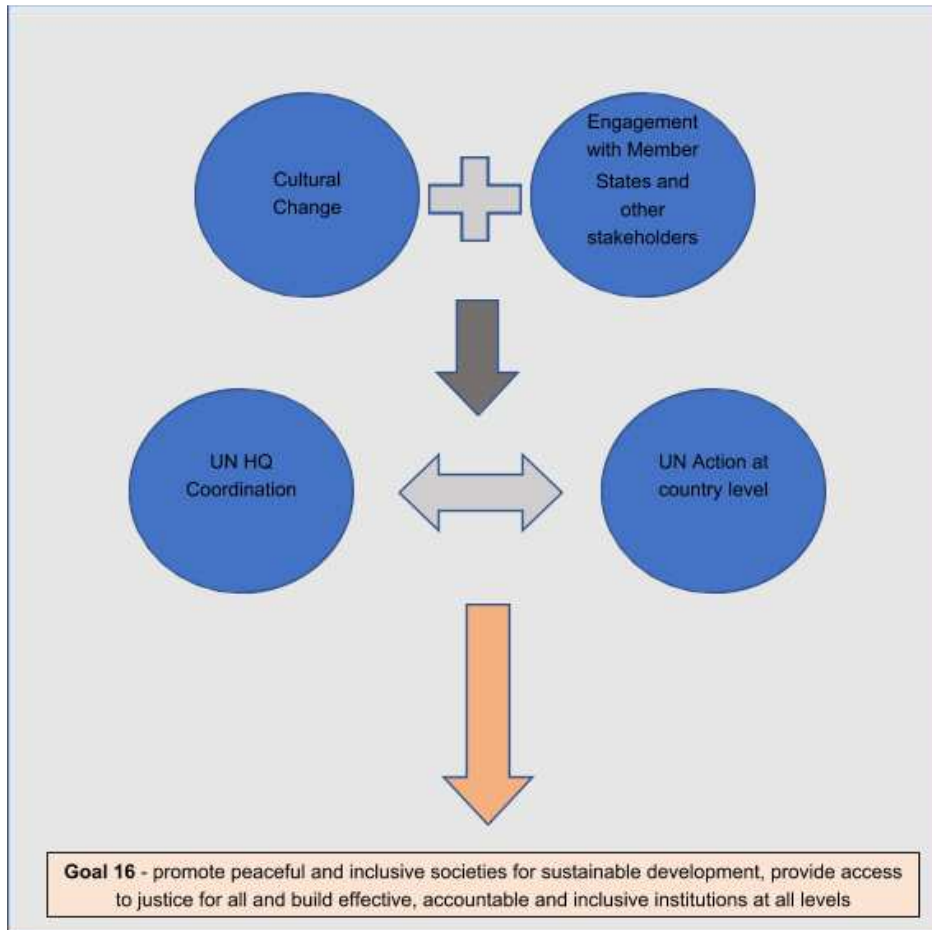 Cultural
Change
Engagement
with Member
States and
other
stakeholders
UN HQ
Coordination
UN Action at
country level
Goal 16 - promote peaceful and inclusive societies for sustainable development, provide access
to justice for all and build effective, accountable and inclusive institutions at all levels